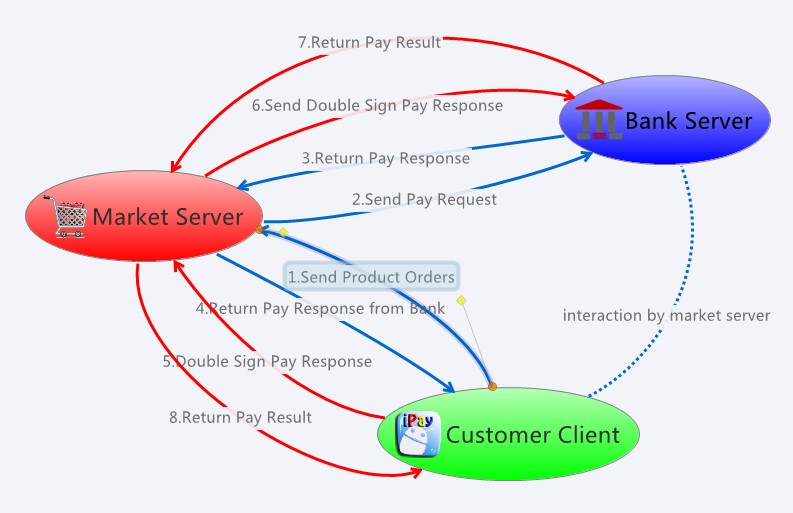 7.Return Pay Result
6.Send Double Sign Pay Response
Bank Server
3.Return Pay Response
2.Send Pay Request
Market Server
1.Send Product Orders
4.Return Pay Response from Bank
interaction by market server
5.Double Sign Pay Response
8.Return Pay Result
iPay
Customer Client